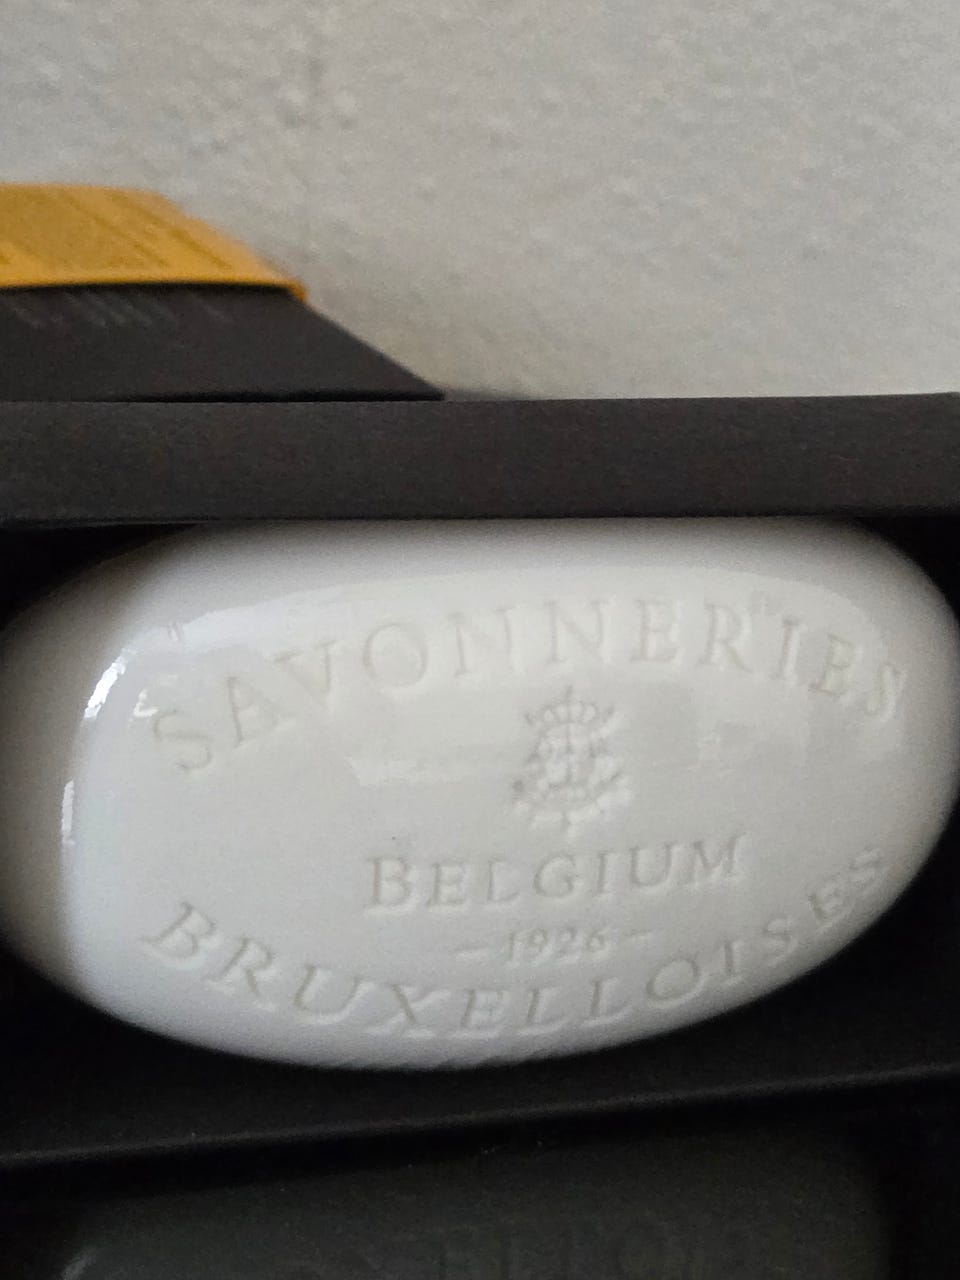 SAVONNERIES
BELGIUM
-1926-
BRUXELLOISES